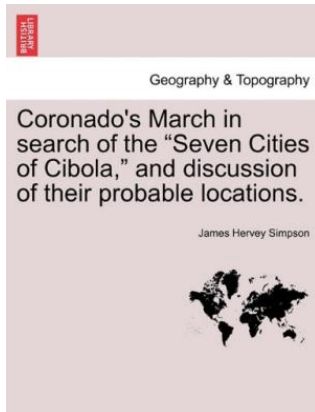 BRITISH
LIBRARY
Geography & Topography
Coronado's March in
search of the “Seven Cities
of Cibola,” and discussion
of their probable locations.
James Hervey Simpson